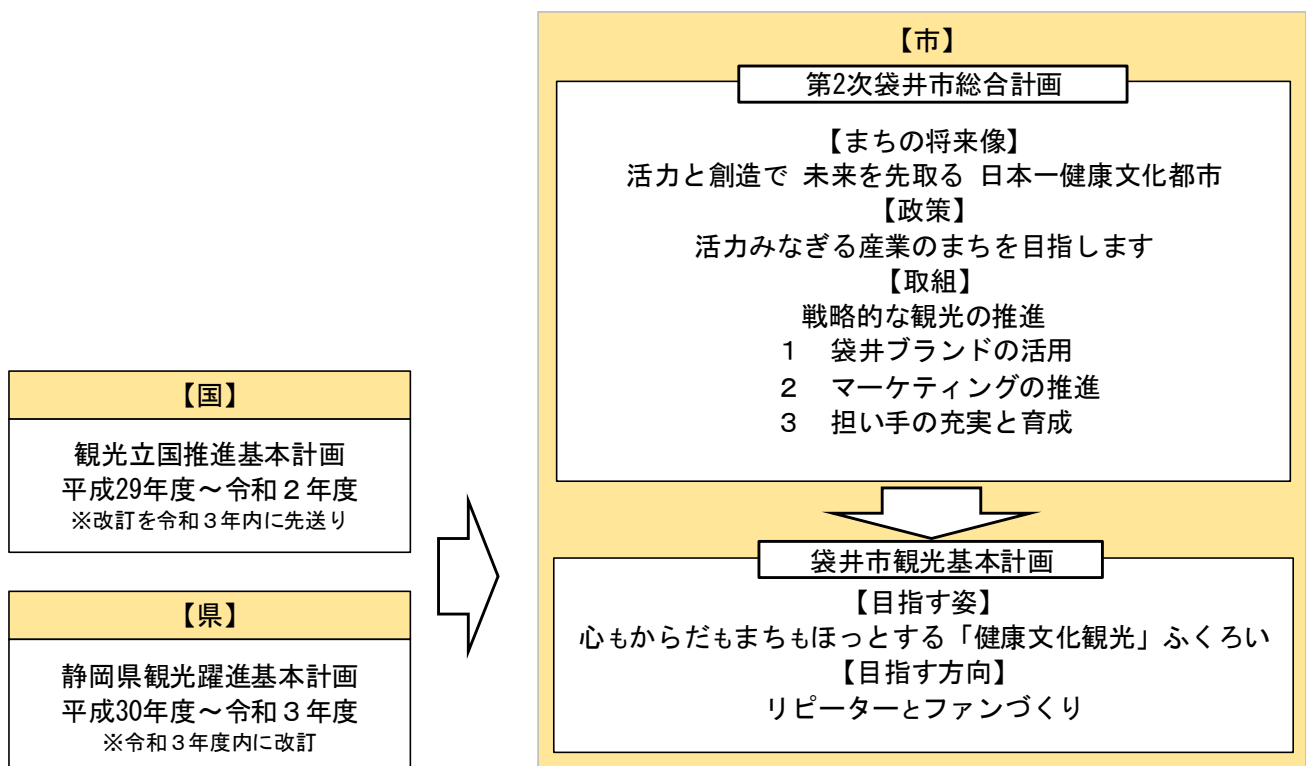 【国】
観光立国推進基本計画
平成29年度～令和２年度
※改訂を令和３年内に先送り
【県】
静岡県観光躍進基本計画
平成30年度～令和３年度
※令和３年度内に改訂
【市】
第2次袋井市総合計画
【まちの将来像】
活力と創造で 未来を先取る 日本一健康文化都市
【政策】
活力みなぎる産業のまちを目指します
【取組】
戦略的な観光の推進
１　袋井ブランドの活用
２　マーケティングの推進
３　担い手の充実と育成
袋井市観光基本計画
【目指す姿】
心もからだもまちもほっとする「健康文化観光」ふくろい
【目指す方向】
リピーターとファンづくり